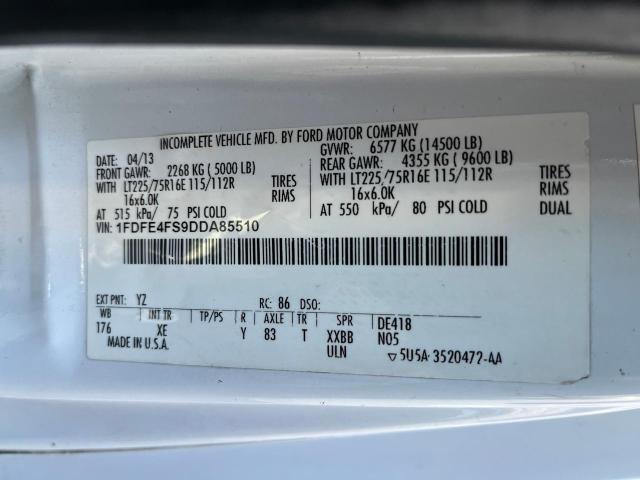 INCOMPLETE VEHICLE MFD. BY FORD MOTOR COMPANY
DATE: 04/13 GVWR: 6577 KG (14500 LB)
FRONT GAWR: 2268 KG ( 5000 LB) REAR GAWR: 4355 KG ( 9600 LB)
WITH LT225/75R16E 115/112R TIRES WITH LT225/75R16E 115/112R TIRES
16x6.0K RIMS 16x6.0K RIMS
AT 515 kPa/ 75 PSI COLD AT 550 kPa/ 80 PSI COLD DUAL
VIN: 1FDFE4FS9DDA85510
EXT PNT: YZ RC: 86 DSO:
WB INT TR TP/PS R AXLE TR SPR DE418
176 XE Y 83 T XXBB N05
MADE IN U.S.A. ULN ▽5U5A-3520472-AA